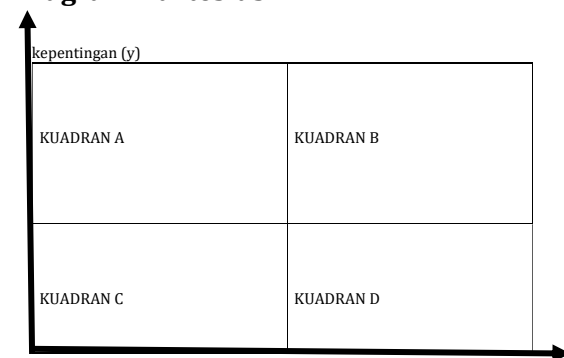 kepentingan (y)
KUADRAN A
KUADRAN B
KUADRAN C
KUADRAN D